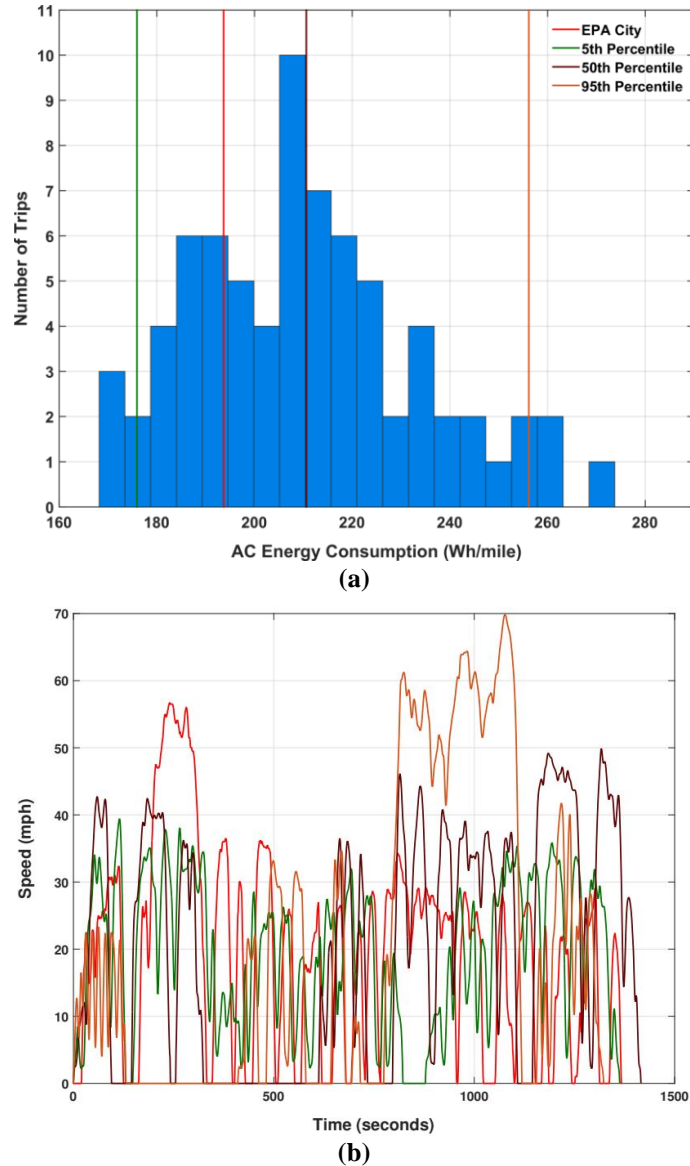 11
10
9
8
7
6
5
4
3
2
1
0
Number of Trips
EPA City
5th Percentile
50th Percentile
95th Percentile
160 180 200 220 240 260 280
AC Energy Consumption (Wh/mile)
(a)
70
60
50
40
30
20
10
0
Speed (mph)
0 500 1000 1500
Time (seconds)
(b)